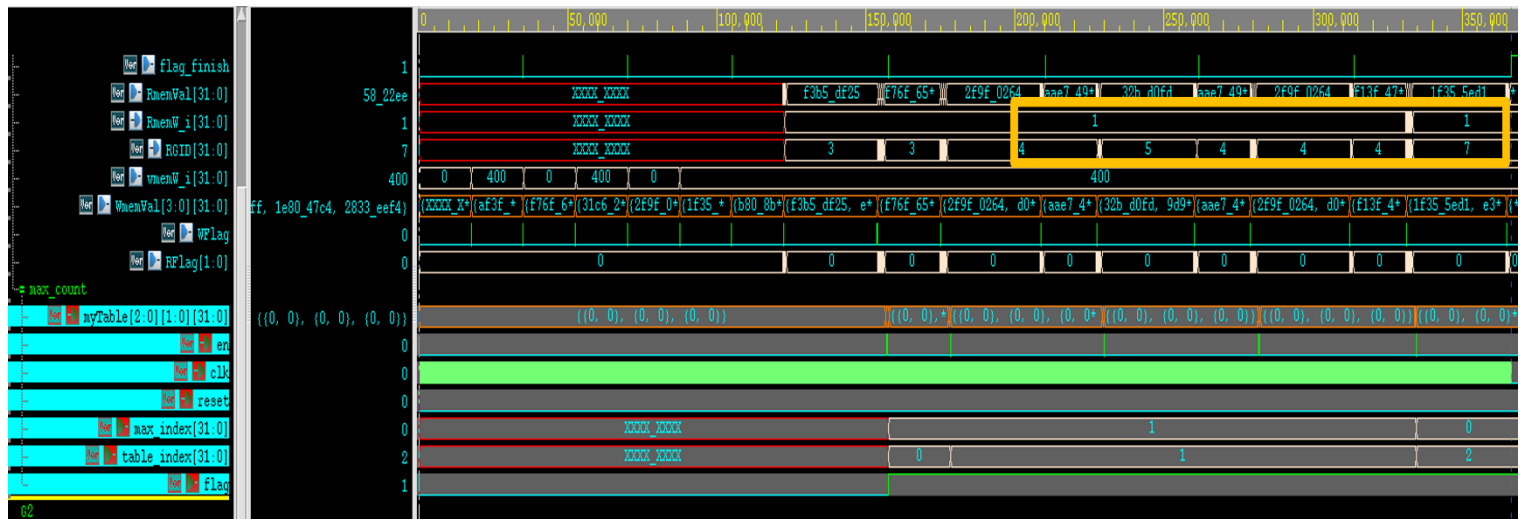 0 50,000 100,000 150,000 200,000 250,000 300,000 350,000
flag_finish 1
RmemVal[31:0] 58_22ee XXXX_XXXX f3b5_df25 f76f_65* 2f9f_0264 aae7_49* 32b_d0fd aae7_49* 2f9f_0264 f13f_47* 1f35_5ed1
RmemW_i[31:0] 1 XXXX_XXXX 1 1
RGID[31:0] 7 XXXX_XXXX 3 3 4 5 4 4 4 7
vmemW_i[31:0] 400 0 400 0 400 0 400
WmemVal[3:0][31:0] ff, 1e80_47c4, 2833_eef4} {XXXX_X* {af3f_* {f76f_6* {31c6_2* {2f9f_0* {1f35_* {b80_8b* {f3b5_df25, e* {f76f_65* {2f9f_0264, d0* {aae7_4* {32b_d0fd, 9d9* {aae7_4* {2f9f_0264, d0* {f13f_4* {1f35_5ed1, e3* {*
WFlag 0
RFlag[1:0] 0 0 0 0 0 0 0 0 0 0 0
max_count
myTable[2:0][1:0][31:0] {{0, 0}, {0, 0}, {0, 0}} {{0, 0}, {0, 0}, {0, 0}} {{0, 0},* {{0, 0}, {0, 0}, {0, 0* {{0, 0}, {0, 0}, {0, 0}} {{0, 0}, {0, 0}, {0, 0}} {{0, 0}, {0, 0}*
en 0
clk 0
reset 0
max_index[31:0] 0 XXXX_XXXX 1 0
table_index[31:0] 2 XXXX_XXXX 0 1 2
flag 1
G2